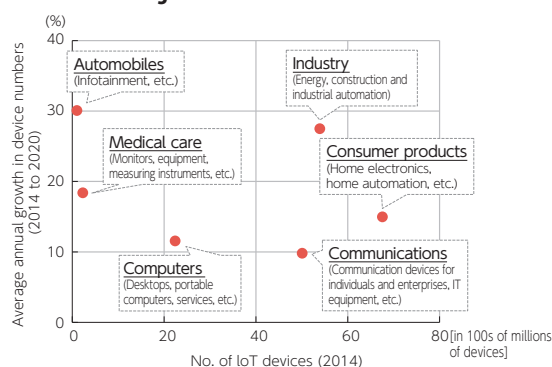 (%)
40
30
20
10
0
Average annual growth in device numbers
(2014 to 2020)
Automobiles
(Infotainment, etc.)
Medical care
(Monitors, equipment,
measuring instruments, etc.)
Computers
(Desktops, portable
computers, services, etc.)
Industry
(Energy, construction and
industrial automation)
Consumer products
(Home electronics,
home automation, etc.)
Communications
(Communication devices for
individuals and enterprises, IT
equipment, etc.)
0 20 40 60 80
[in 100s of millions
of devices]
No. of IoT devices (2014)